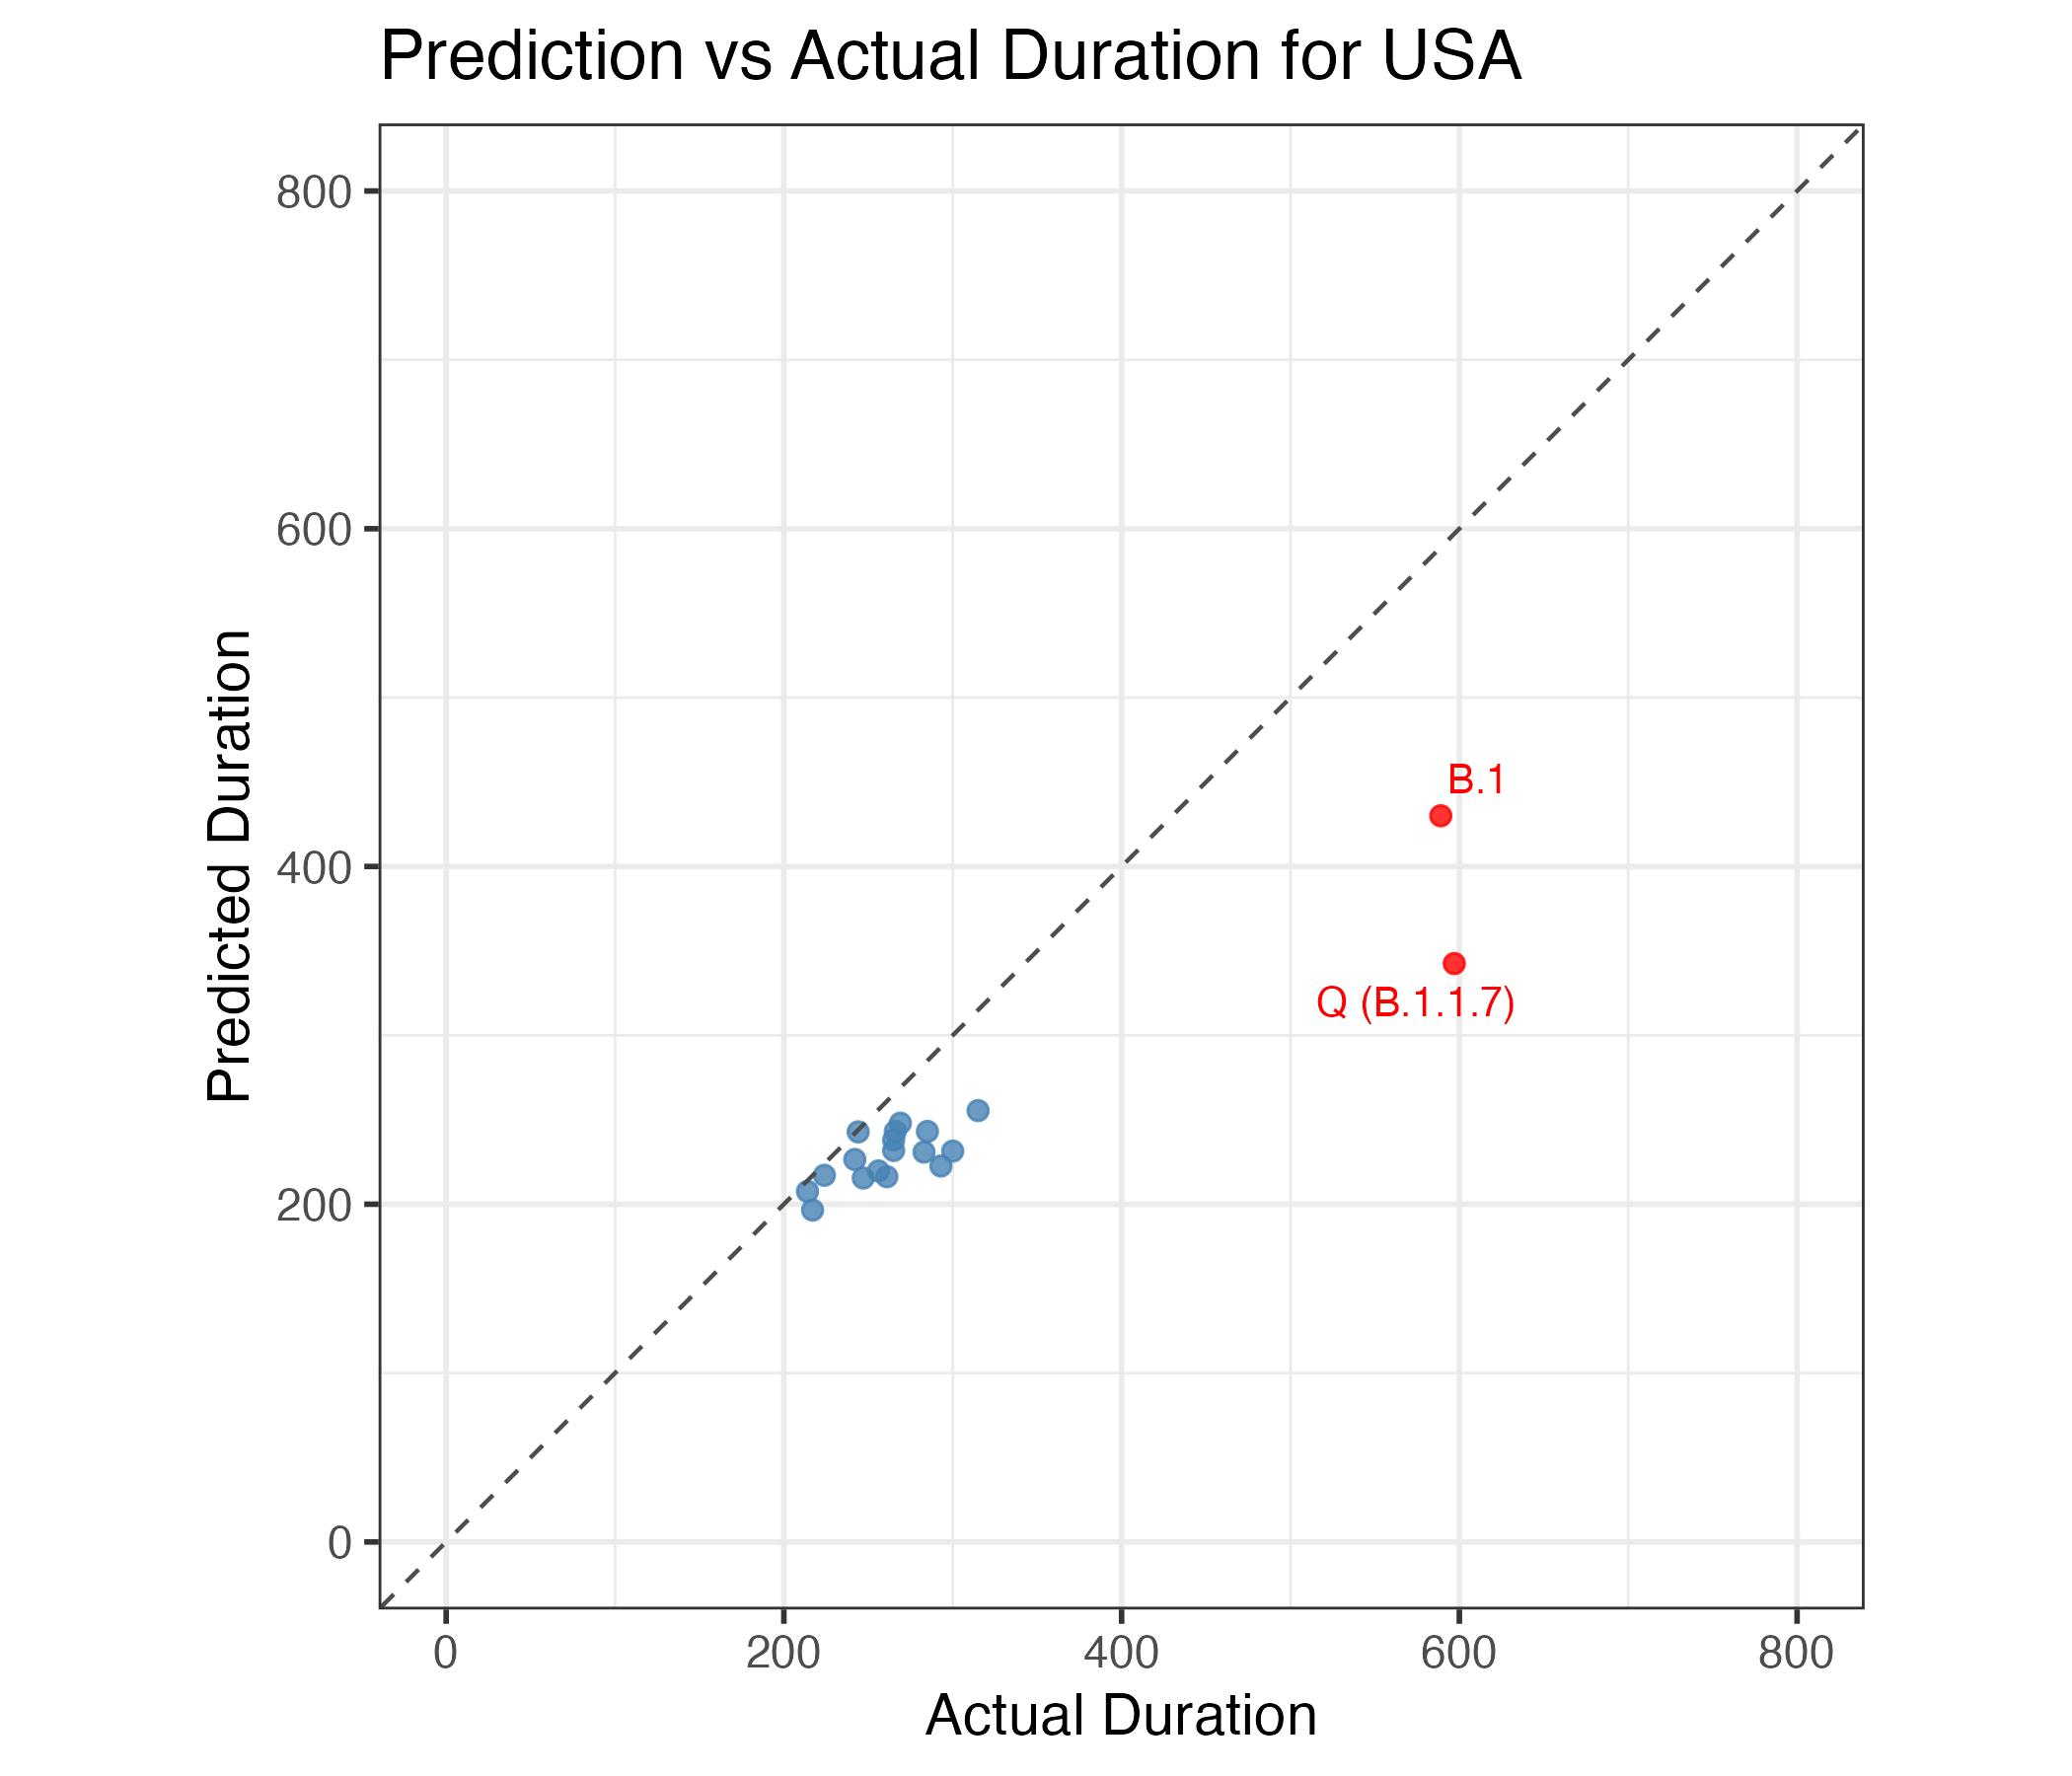 Prediction vs Actual Duration for USA
Predicted Duration
800
600
400
200
0
B.1
Q (B.1.1.7)
0 200 400 600 800
Actual Duration